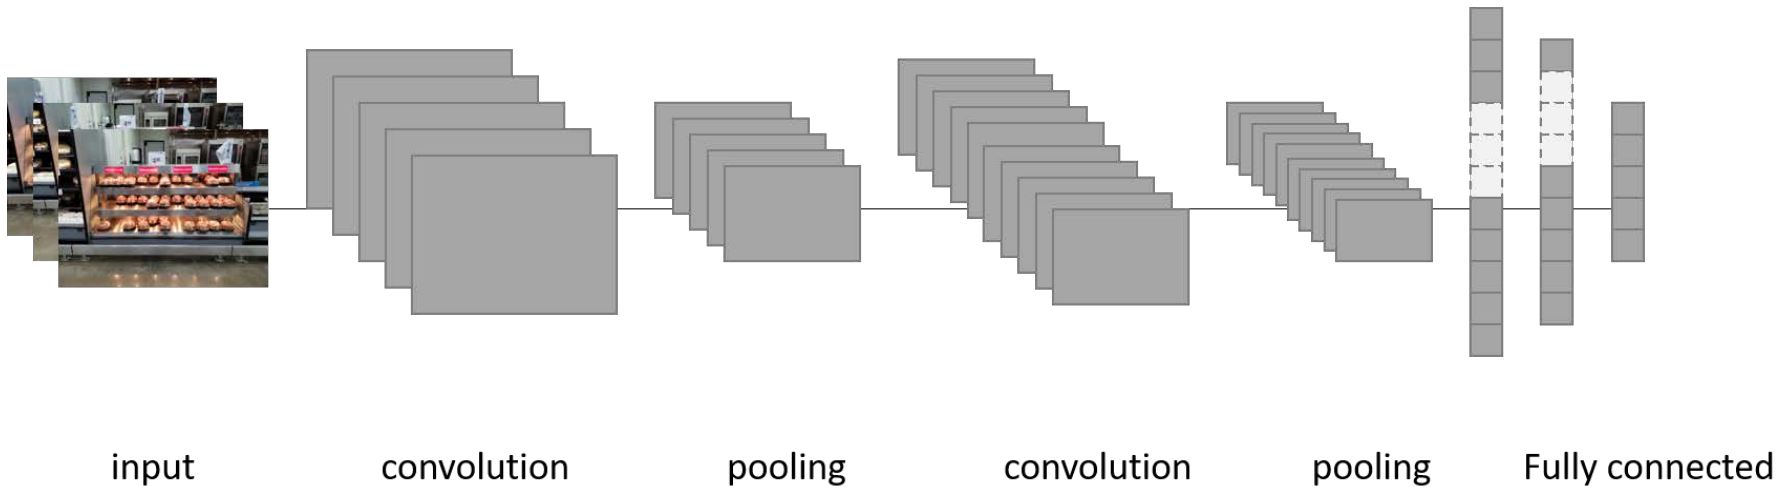 input
convolution
pooling
convolution
pooling
Fully connected